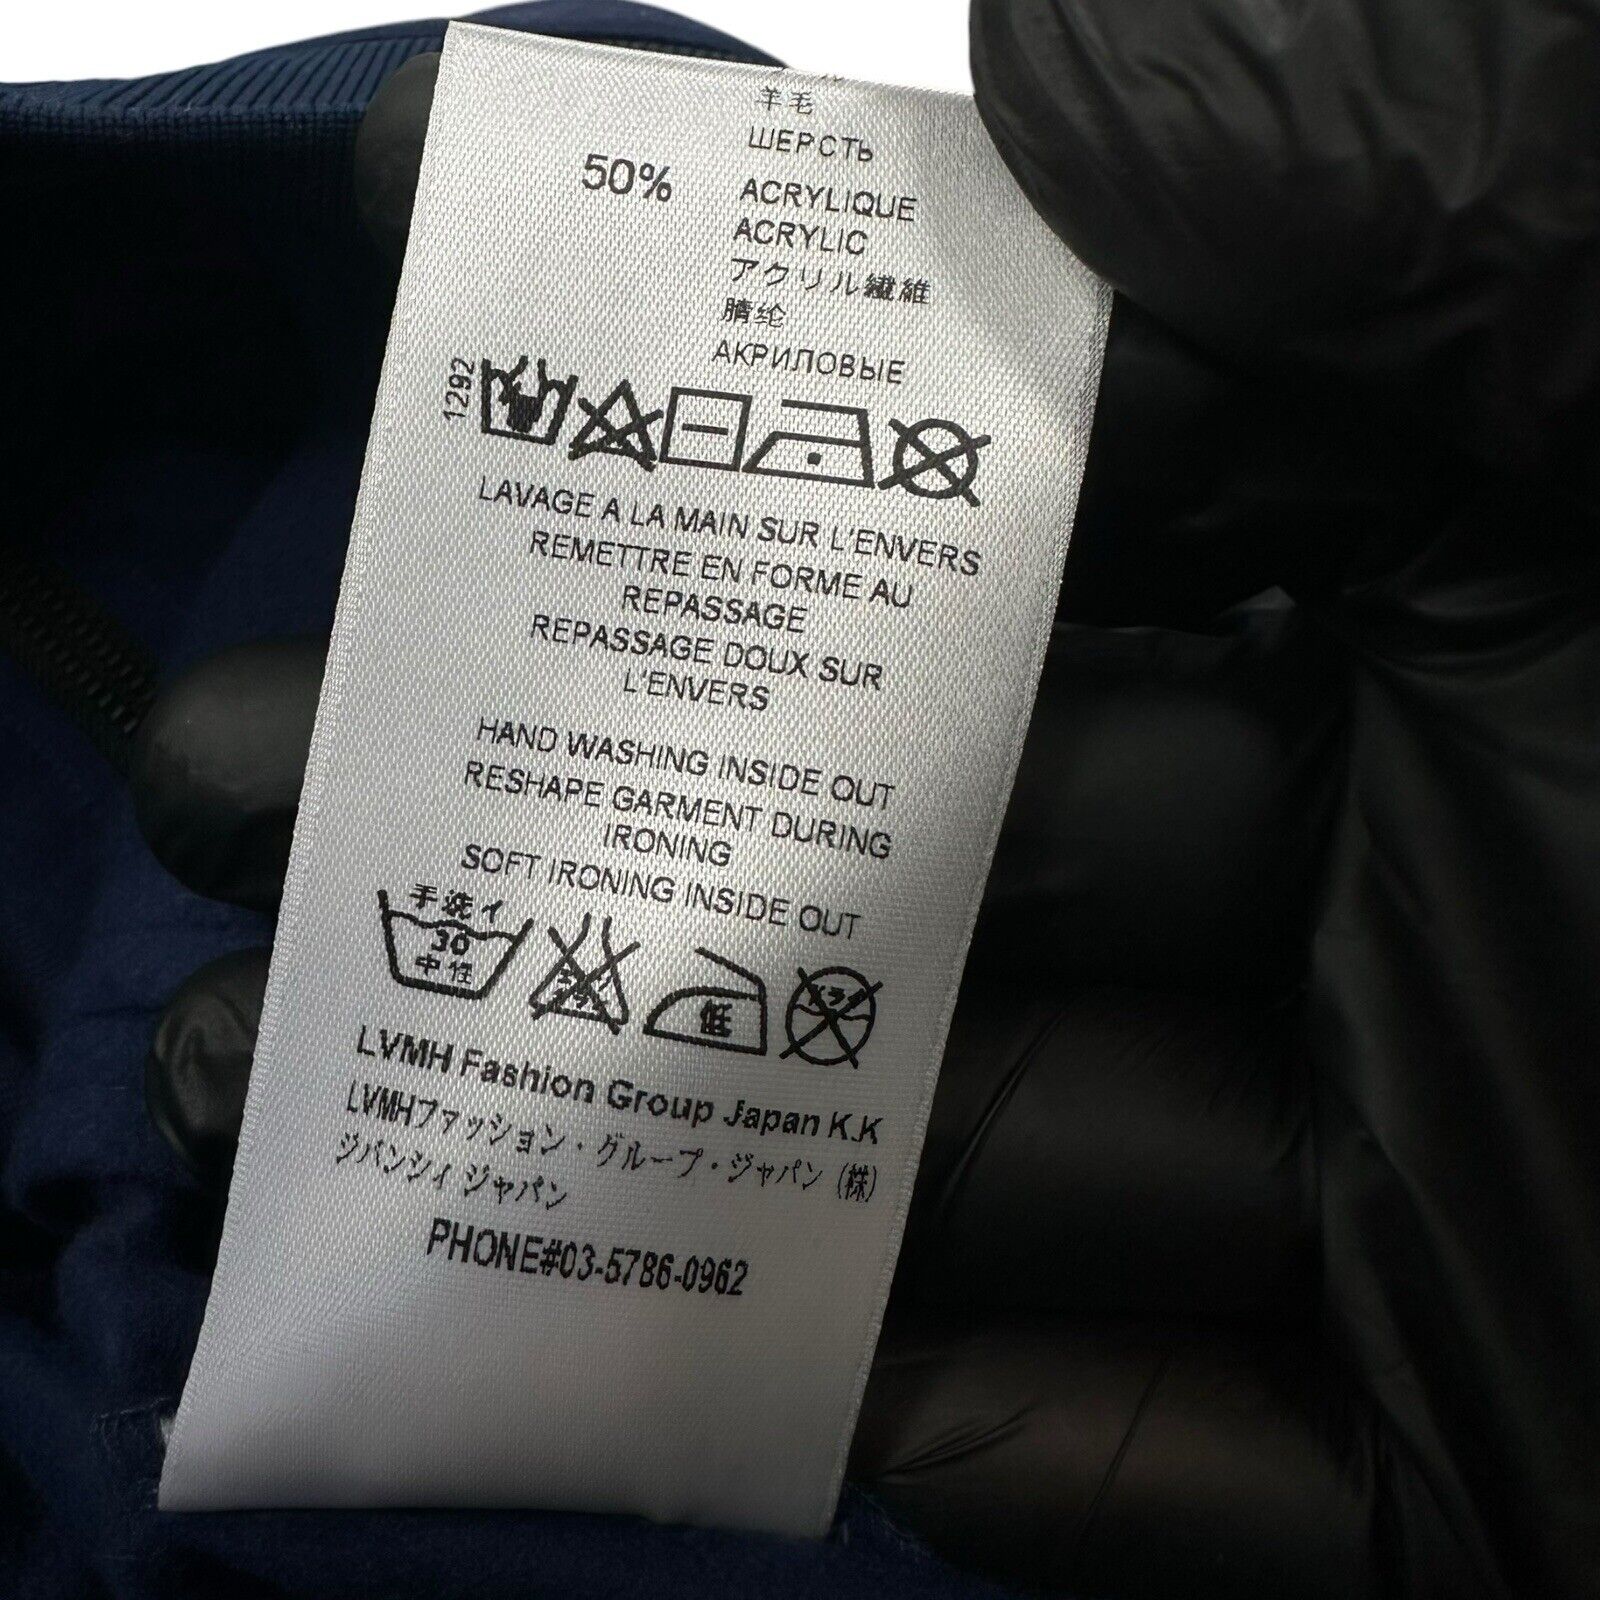 羊毛
ШЕРСТЬ
50% ACRYLIQUE
ACRYLIC
アクリル繊維
腈纶
АКРИЛОВЫЕ
1292
LAVAGE A LA MAIN SUR L'ENVERS
REMETTRE EN FORME AU
REPASSAGE
REPASSAGE DOUX SUR
L'ENVERS
HAND WASHING INSIDE OUT
RESHAPE GARMENT DURING
IRONING
SOFT IRONING INSIDE OUT
手洗イ
30
中性
低
LVMH Fashion Group Japan K.K
LVMHファッション・グループ・ジャパン (株)
ジバンシィ ジャパン
PHONE#03-5786-0962